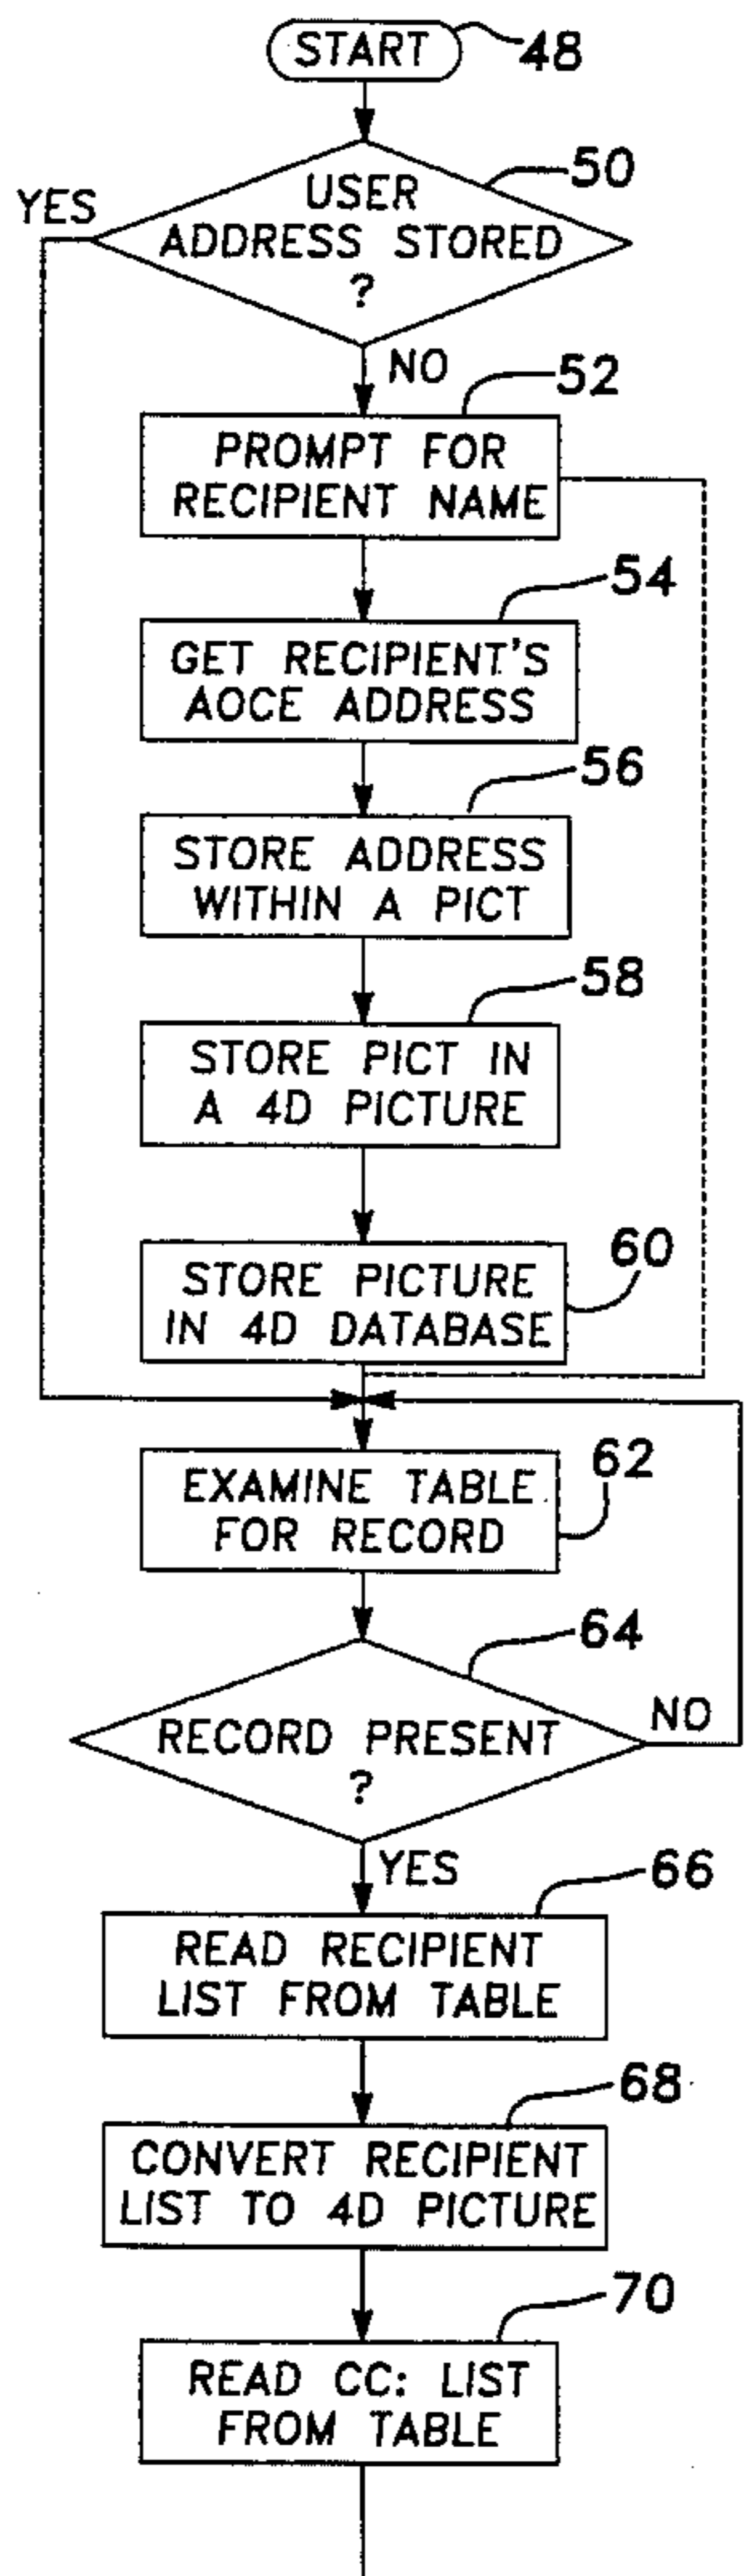 START
48
50
YES
USER
ADDRESS STORED
?
NO
52
PROMPT FOR
RECIPIENT NAME
54
GET RECIPIENT'S
AOCE ADDRESS
56
STORE ADDRESS
WITHIN A PICT
58
STORE PICT IN
A 4D PICTURE
60
STORE PICTURE
IN 4D DATABASE
62
EXAMINE TABLE
FOR RECORD
64
RECORD PRESENT
?
NO
YES
66
READ RECIPIENT
LIST FROM TABLE
68
CONVERT RECIPIENT
LIST TO 4D PICTURE
70
READ CC: LIST
FROM TABLE